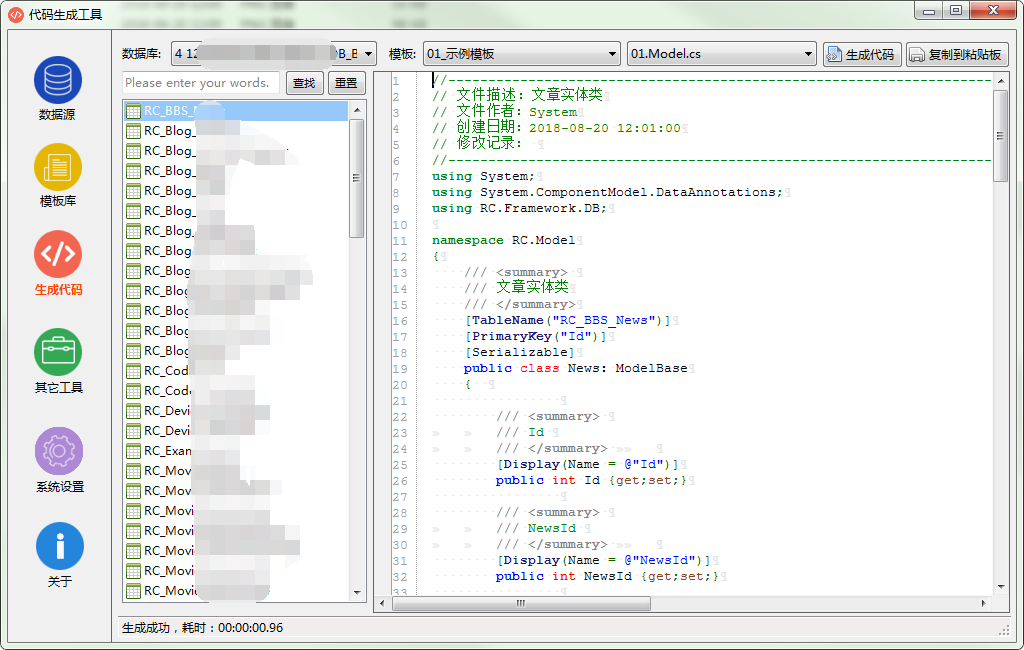 代码生成工具
数据源
模板库
生成代码
其它工具
系统设置
关于
数据库:
模板:
01_示例模板
01.Model.cs
生成代码
复制到粘贴板
Please enter your words.
查找
重置
RC_BBS_
RC_Blog_
RC_Blog_
RC_Blog_
RC_Blog_
RC_Blog_
RC_Blog_
RC_Blog
RC_Blog
RC_Blog
RC_Blog
RC_Blog
RC_Blog
RC_Cod
RC_Cod
RC_Devi
RC_Devi
RC_Exam
RC_Movi
RC_Movi
RC_Movi
RC_Movi
RC_Movi
RC_Movi
RC_Movi
1 //----------------------------------------------------------------------
2 // 文件描述: 文章实体类
3 // 文件作者: System
4 // 创建日期: 2018-08-20 12:01:00
5 // 修改记录:
6 //----------------------------------------------------------------------
7 using System;
8 using System.ComponentModel.DataAnnotations;
9 using RC.Framework.DB;
10
11 namespace RC.Model
12 {
13 /// <summary>
14 /// 文章实体类
15 /// </summary>
16 [TableName("RC_BBS_News")]
17 [PrimaryKey("Id")]
18 [Serializable]
19 public class News: ModelBase
20 {
21
22 /// <summary>
23 /// Id
24 /// </summary>
25 [Display(Name = @"Id")]
26 public int Id {get;set;}
27
28 /// <summary>
29 /// NewsId
30 /// </summary>
31 [Display(Name = @"NewsId")]
32 public int NewsId {get;set;}
33
生成成功，耗时：00:00:00.96